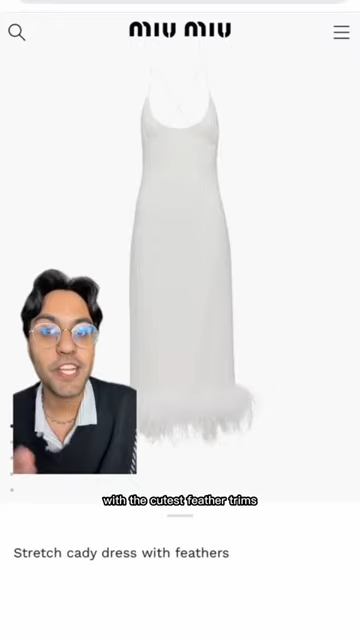 MIU MIU
with the cutest feather trims
Stretch cady dress with feathers